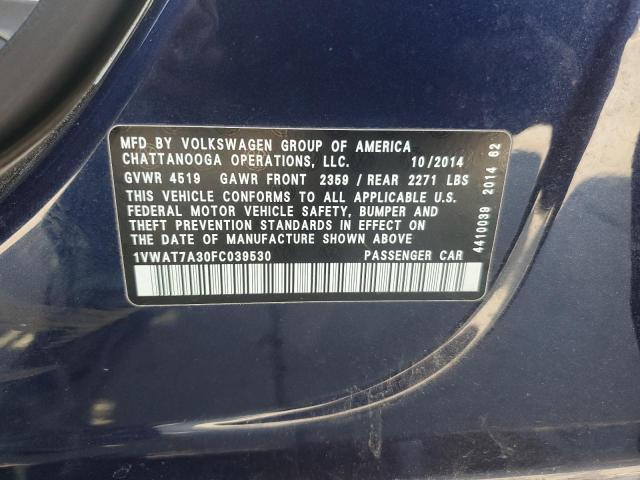 MFD BY VOLKSWAGEN GROUP OF AMERICA
CHATTANOOGA OPERATIONS, LLC. 10/2014
GVWR 4519 GAWR FRONT 2359 / REAR 2271 LBS
THIS VEHICLE CONFORMS TO ALL APPLICABLE U.S.
FEDERAL MOTOR VEHICLE SAFETY, BUMPER AND
THEFT PREVENTION STANDARDS IN EFFECT ON
THE DATE OF MANUFACTURE SHOWN ABOVE
1VWAT7A30FC039530 PASSENGER CAR
4410039 2014 62